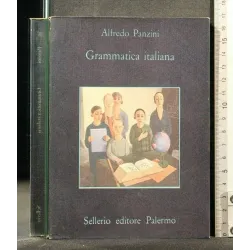 Alfredo Panzini
Grammatica italiana
Sellerio editore Palermo